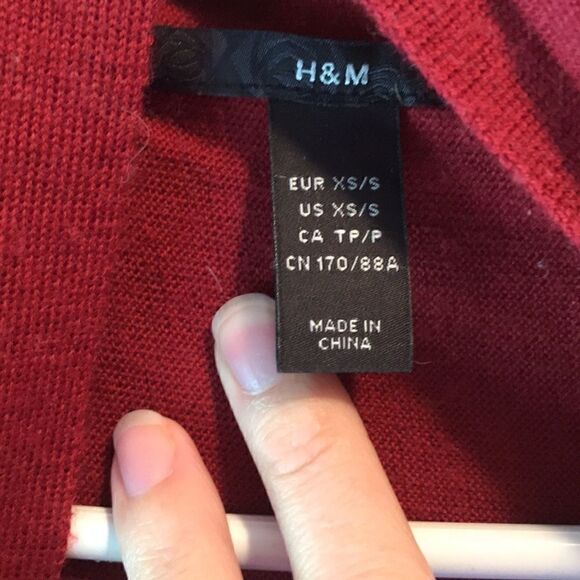 H&M
EUR XS/S
US XS/S
CA TP/P
CN 170/88A
MADE IN
CHINA